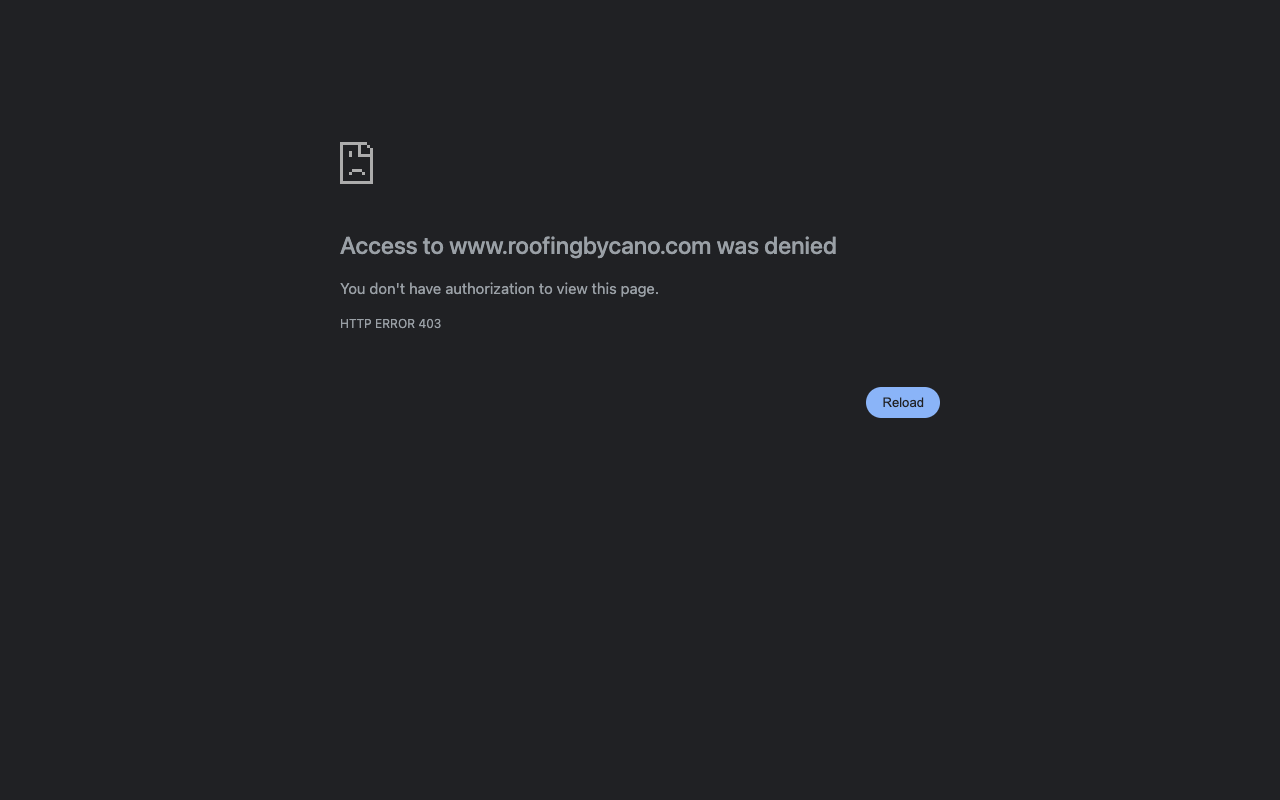 Access to www.roofingbycano.com was denied
You don't have authorization to view this page.
HTTP ERROR 403
Reload